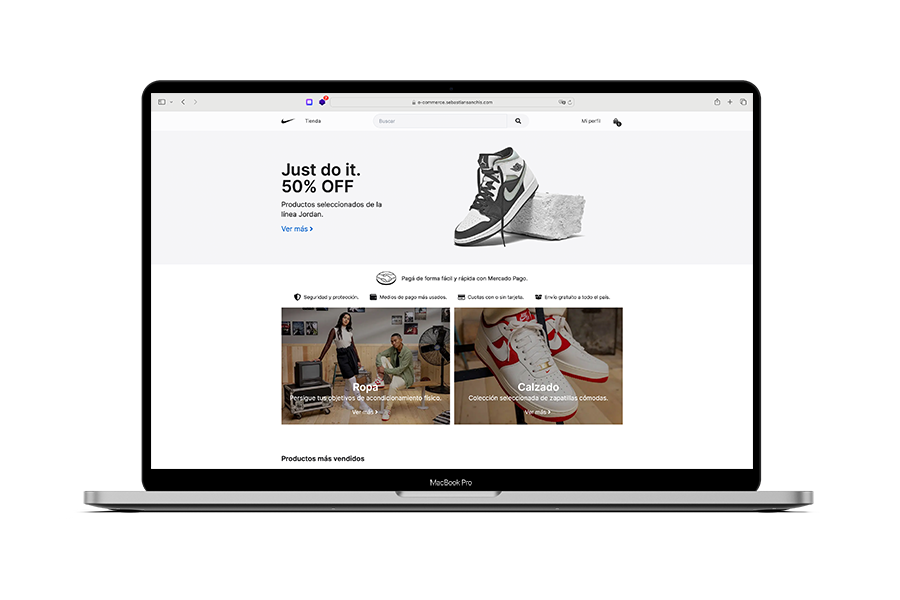 e-commerce.sebastiansanchis.com
Tienda
Buscar
Mi perfil
Just do it.
50% OFF
Productos seleccionados de la
línea Jordan.
Ver más
Pagá de forma fácil y rápida con Mercado Pago.
Seguridad y protección.
Medios de pago más usados.
Cuotas con o sin tarjeta.
Envío gratuito a todo el país.
Ropa
Persigue tus objetivos de acondicionamiento físico.
Ver más
Calzado
Colección seleccionada de zapatillas cómodas.
Ver más
Productos más vendidos
MacBook Pro